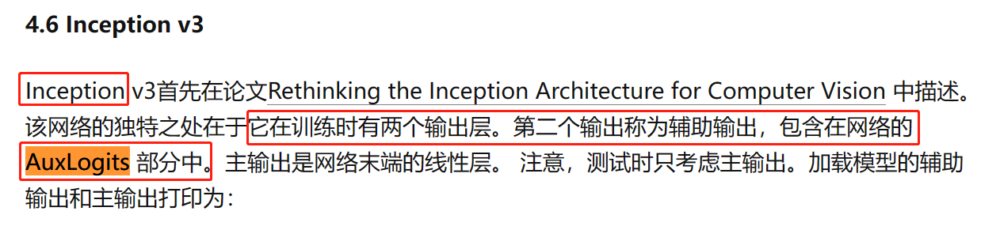 4.6 Inception v3
Inception v3首先在论文Rethinking the Inception Architecture for Computer Vision 中描述。
该网络的独特之处在于它在训练时有两个输出层。第二个输出称为辅助输出，包含在网络的
AuxLogits 部分中。主输出是网络末端的线性层。 注意，测试时只考虑主输出。加载模型的辅助
输出和主输出打印为：